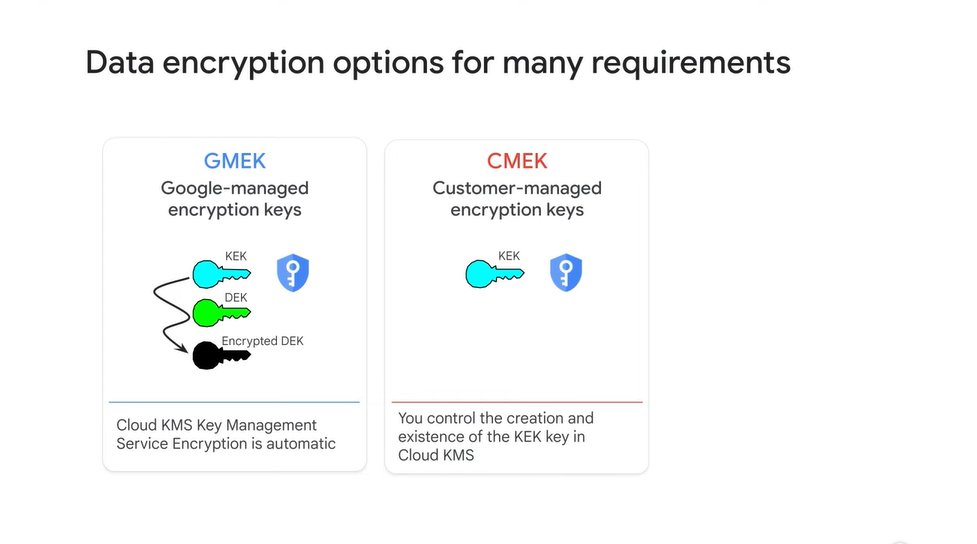 Data encryption options for many requirements
GMEK
Google-managed
encryption keys
KEK
DEK
Encrypted DEK
Cloud KMS Key Management
Service Encryption is automatic
CMEK
Customer-managed
encryption keys
KEK
You control the creation and
existence of the KEK key in
Cloud KMS